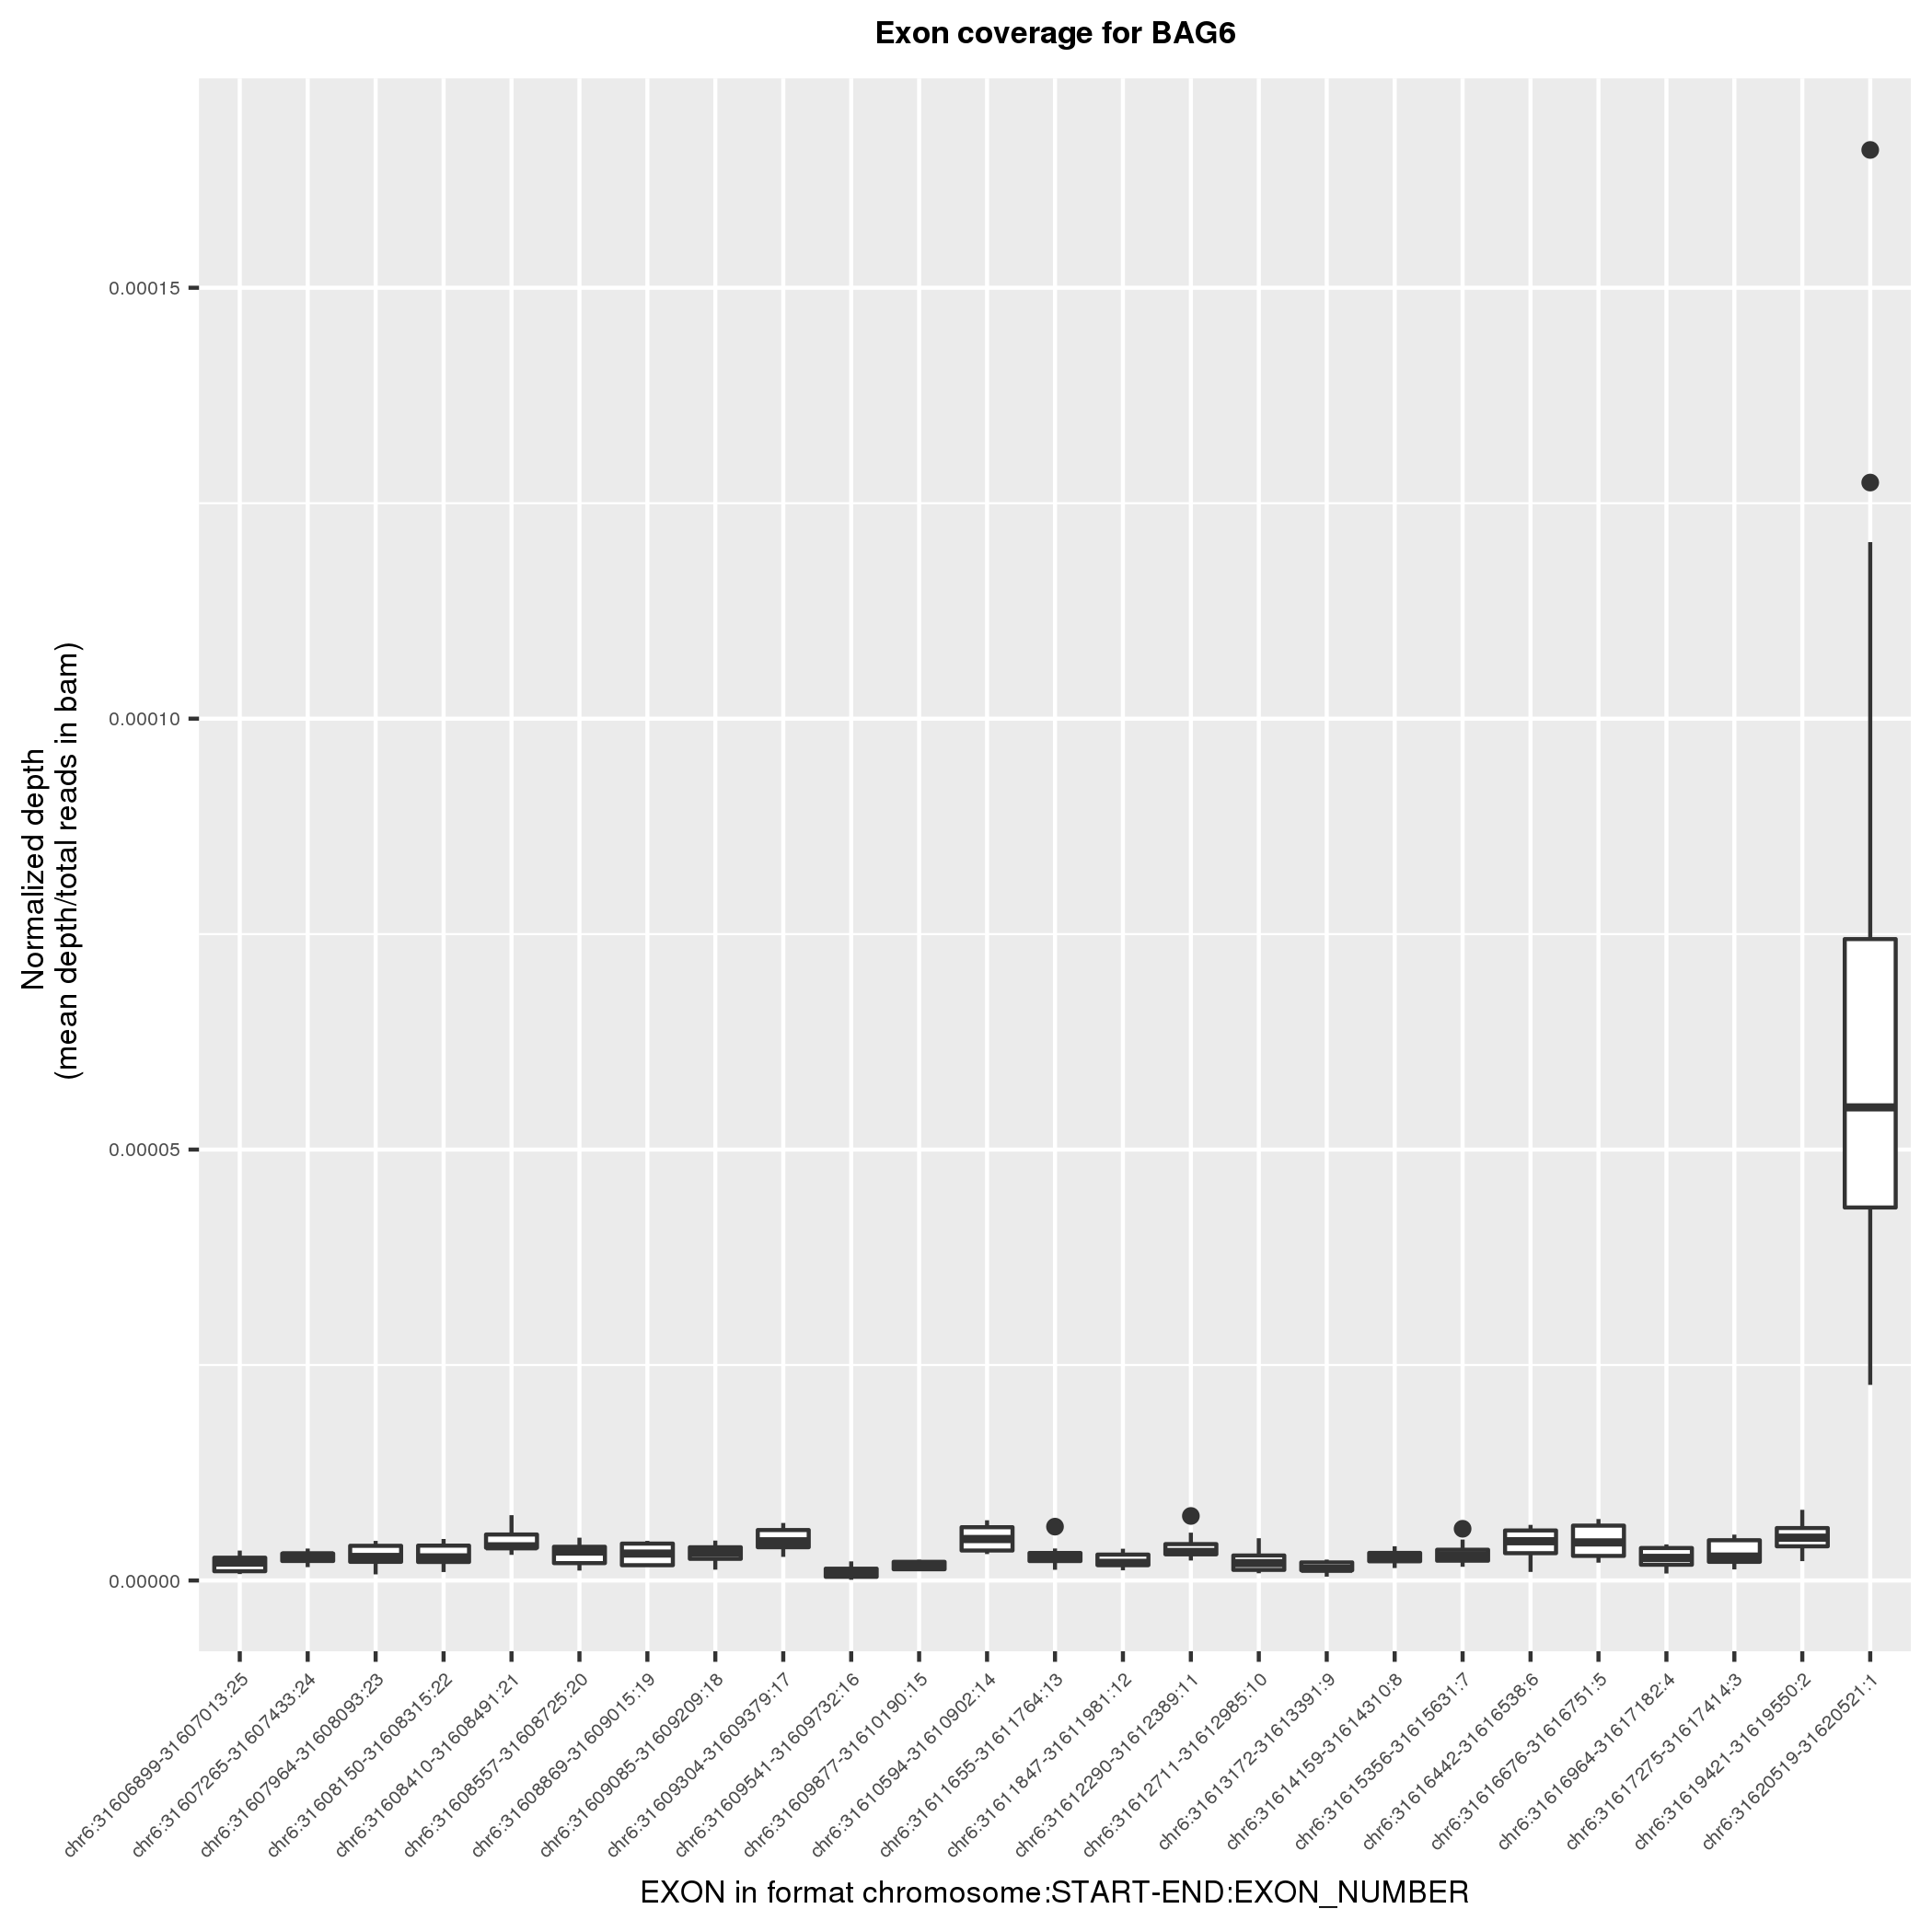 Exon coverage for BAG6
Normalized depth
(mean depth/total reads in bam)
0.00015
0.00010
0.00005
0.00000
chr6:31606899-31607013:25
chr6:31607265-31607433:24
chr6:31607964-31608093:23
chr6:31608150-31608315:22
chr6:31608410-31608491:21
chr6:31608557-31608725:20
chr6:31608869-31609015:19
chr6:31609085-31609209:18
chr6:31609304-31609379:17
chr6:31609541-31609732:16
chr6:31609877-31610190:15
chr6:31610594-31610902:14
chr6:31611655-31611764:13
chr6:31611847-31611981:12
chr6:31612290-31612389:11
chr6:31612711-31612985:10
chr6:31613172-31613391:9
chr6:31614159-31614310:8
chr6:31615356-31615631:7
chr6:31616442-31616538:6
chr6:31616676-31616751:5
chr6:31616964-31617182:4
chr6:31617275-31617414:3
chr6:31619421-31619550:2
chr6:31620519-31620521:1
EXON in format chromosome:START-END:EXON_NUMBER